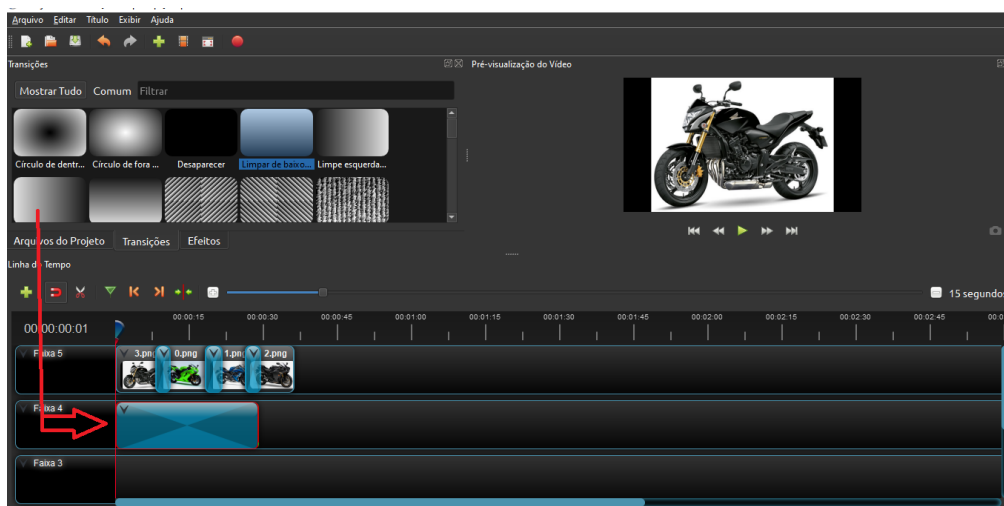 Arquivo Editar Título Exibir Ajuda
Transições
Pré-visualização do Vídeo
Mostrar Tudo Comum Filtrar
Círculo de dentr... Círculo de fora ... Desaparecer Limpar de baixo... Limpe esquerda...
Arquivos do Projeto Transições Efeitos
Linha do Tempo
15 segundos
00:00:00:01
00:00:15 00:00:30 00:00:45 00:01:00 00:01:15 00:01:30 00:01:45 00:02:00 00:02:15 00:02:30 00:02:45
Faixa 5
3.png 0.png 1.png 2.png
Faixa 4
Faixa 3